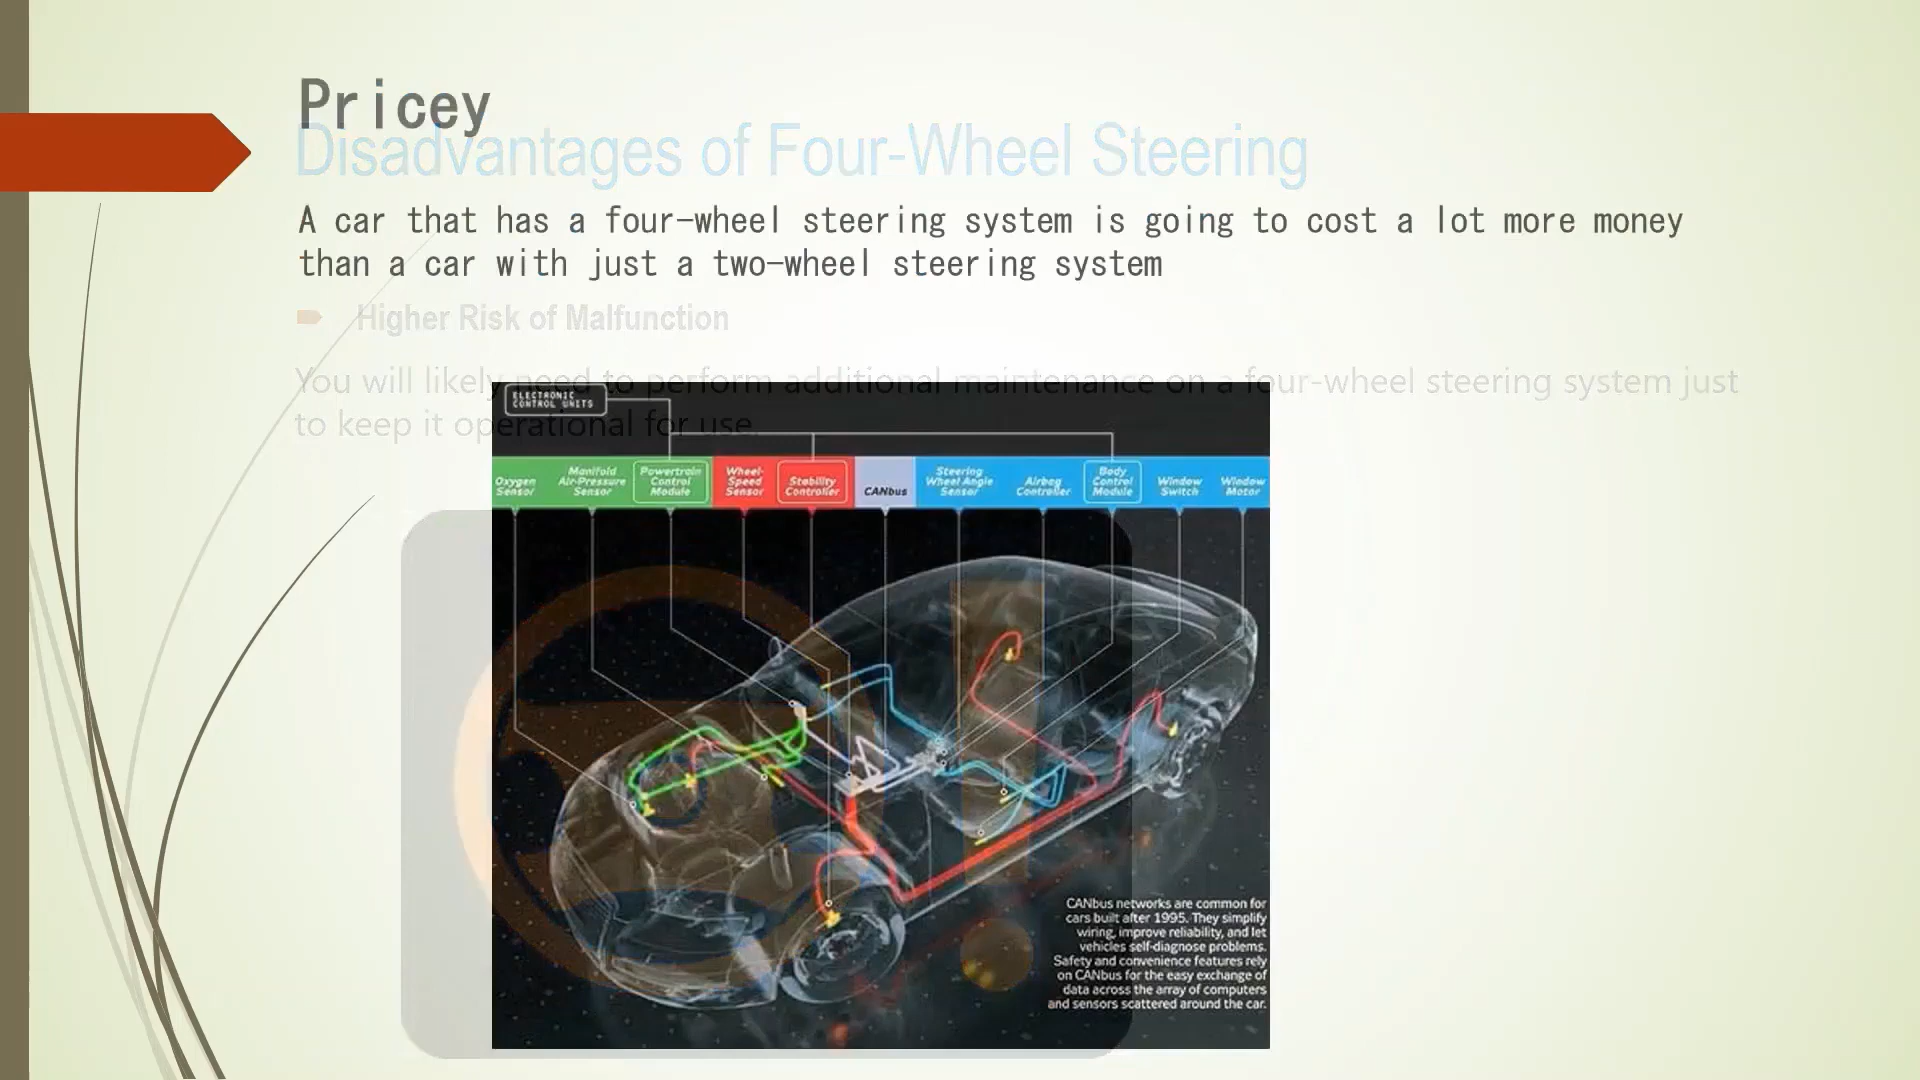 Pricey
Disadvantages of Four-Wheel Steering
A car that has a four-wheel steering system is going to cost a lot more money
than a car with just a two-wheel steering system
Higher Risk of Malfunction
You will likely need to perform additional maintenance on a four-wheel steering system just
to keep it operational for use.
ELECTRONIC
CONTROL UNITS
Oxygen
Sensor
Manifold
Air-Pressure
Sensor
Powertrain
Control
Module
Wheel-
Speed
Sensor
Stability
Controller
CANbus
Steering
Wheel Angle
Sensor
Airbag
Controller
Body
Control
Module
Window
Switch
Window
Motor
CANbus networks are common for
cars built after 1995. They simplify
wiring, improve reliability, and let
vehicles self-diagnose problems.
Safety and convenience features rely
on CANbus for the easy exchange of
data across the array of computers
and sensors scattered around the car.